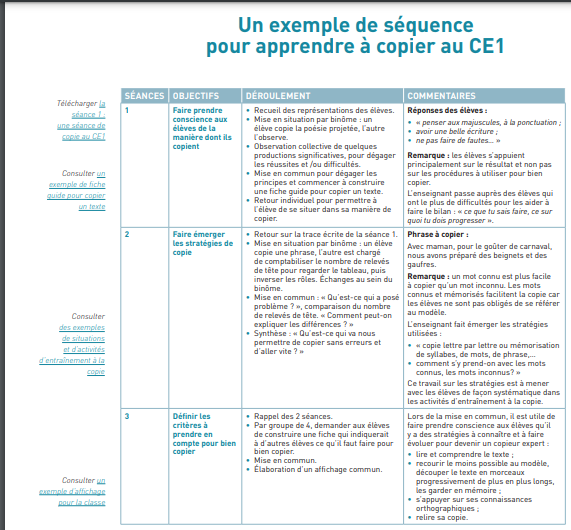 Un exemple de séquence
pour apprendre à copier au CE1
Télécharger la
séance 1 :
une séance de
copie au CE1
Consulter un
exemple de fiche
guide pour copier
un texte
Consulter
des exemples
de situations
et d'activités
d'entraînement à la
copie
Consulter un
exemple d'affichage
pour la classe
SÉANCES OBJECTIFS DÉROULEMENT COMMENTAIRES
1
Faire prendre
conscience aux
élèves de la
manière dont ils
copient
• Recueil des représentations des élèves.
• Mise en situation par binôme : un
élève copie la poésie projetée, l'autre
l'observe.
• Observation collective de quelques
productions significatives, pour dégager
les réussites et /ou difficultés.
• Mise en commun pour dégager les
principes et commencer à construire
une fiche guide pour copier un texte.
• Retour individuel pour permettre à
l'élève de se situer dans sa manière de
copier.
Réponses des élèves :
• « penser aux majuscules, à la ponctuation ;
• avoir une belle écriture ;
• ne pas faire de fautes... »
Remarque : les élèves s'appuient
principalement sur le résultat et non pas
sur les procédures à utiliser pour bien
copier.
L'enseignant passe auprès des élèves qui
ont le plus de difficultés pour les aider à
faire le bilan : « ce que tu sais faire, ce sur
quoi tu dois progresser ».
2
Faire émerger
les stratégies de
copie
• Retour sur la trace écrite de la séance 1.
• Mise en situation par binôme : un élève
copie une phrase, l'autre est chargé
de comptabiliser le nombre de relevés
de tête pour regarder le tableau, puis
inverser les rôles. Échanges au sein du
binôme.
• Mise en commun : « Qu'est-ce qui a posé
problème ? », comparaison du nombre
de relevés de tête. « Comment peut-on
expliquer les différences ? »
• Synthèse : « Qu'est-ce qui va nous
permettre de copier sans erreurs et
d'aller vite ? »
Phrase à copier :
Avec maman, pour le goûter de carnaval,
nous avons préparé des beignets et des
gaufres.
Remarque : un mot connu est plus facile
à copier qu'un mot inconnu. Les mots
connus et mémorisés facilitent la copie car
les élèves ne sont pas obligés de se référer
au modèle.
L'enseignant fait émerger les stratégies
utilisées :
• « copie lettre par lettre ou mémorisation
de syllabes, de mots, de phrase,...
• comment s'y prend-on avec les mots
connus, les mots inconnus? »
Ce travail sur les stratégies est à mener
avec les élèves de façon systématique dans
les activités d'entraînement à la copie.
3
Définir les
critères à
prendre en
compte pour bien
copier
• Rappel des 2 séances.
• Par groupe de 4, demander aux élèves
de construire une fiche qui indiquerait
à d'autres élèves ce qu'il faut faire pour
bien copier.
• Mise en commun.
• Élaboration d'un affichage commun.
Lors de la mise en commun, il est utile de
faire prendre conscience aux élèves qu'il
y a des stratégies à connaître et à faire
évoluer pour devenir un copieur expert :
• lire et comprendre le texte ;
• recourir le moins possible au modèle,
découper le texte en morceaux
progressivement de plus en plus longs,
les garder en mémoire ;
• s'appuyer sur ses connaissances
orthographiques ;
• relire sa copie.